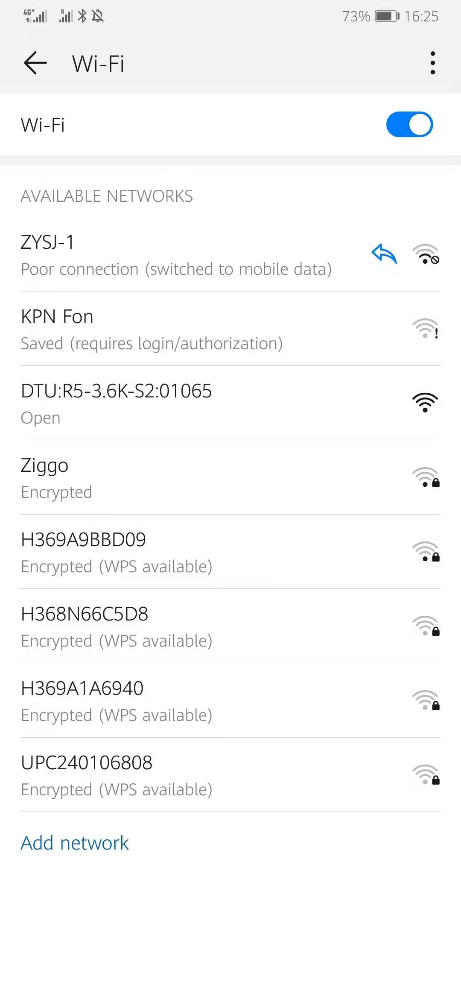 4G+
R
73% 16:25
Wi-Fi
Wi-Fi
AVAILABLE NETWORKS
ZYSJ-1
Poor connection (switched to mobile data)
KPN Fon
Saved (requires login/authorization)
DTU:R5-3.6K-S2:01065
Open
Ziggo
Encrypted
H369A9BBD09
Encrypted (WPS available)
H368N66C5D8
Encrypted (WPS available)
H369A1A6940
Encrypted (WPS available)
UPC240106808
Encrypted (WPS available)
Add network